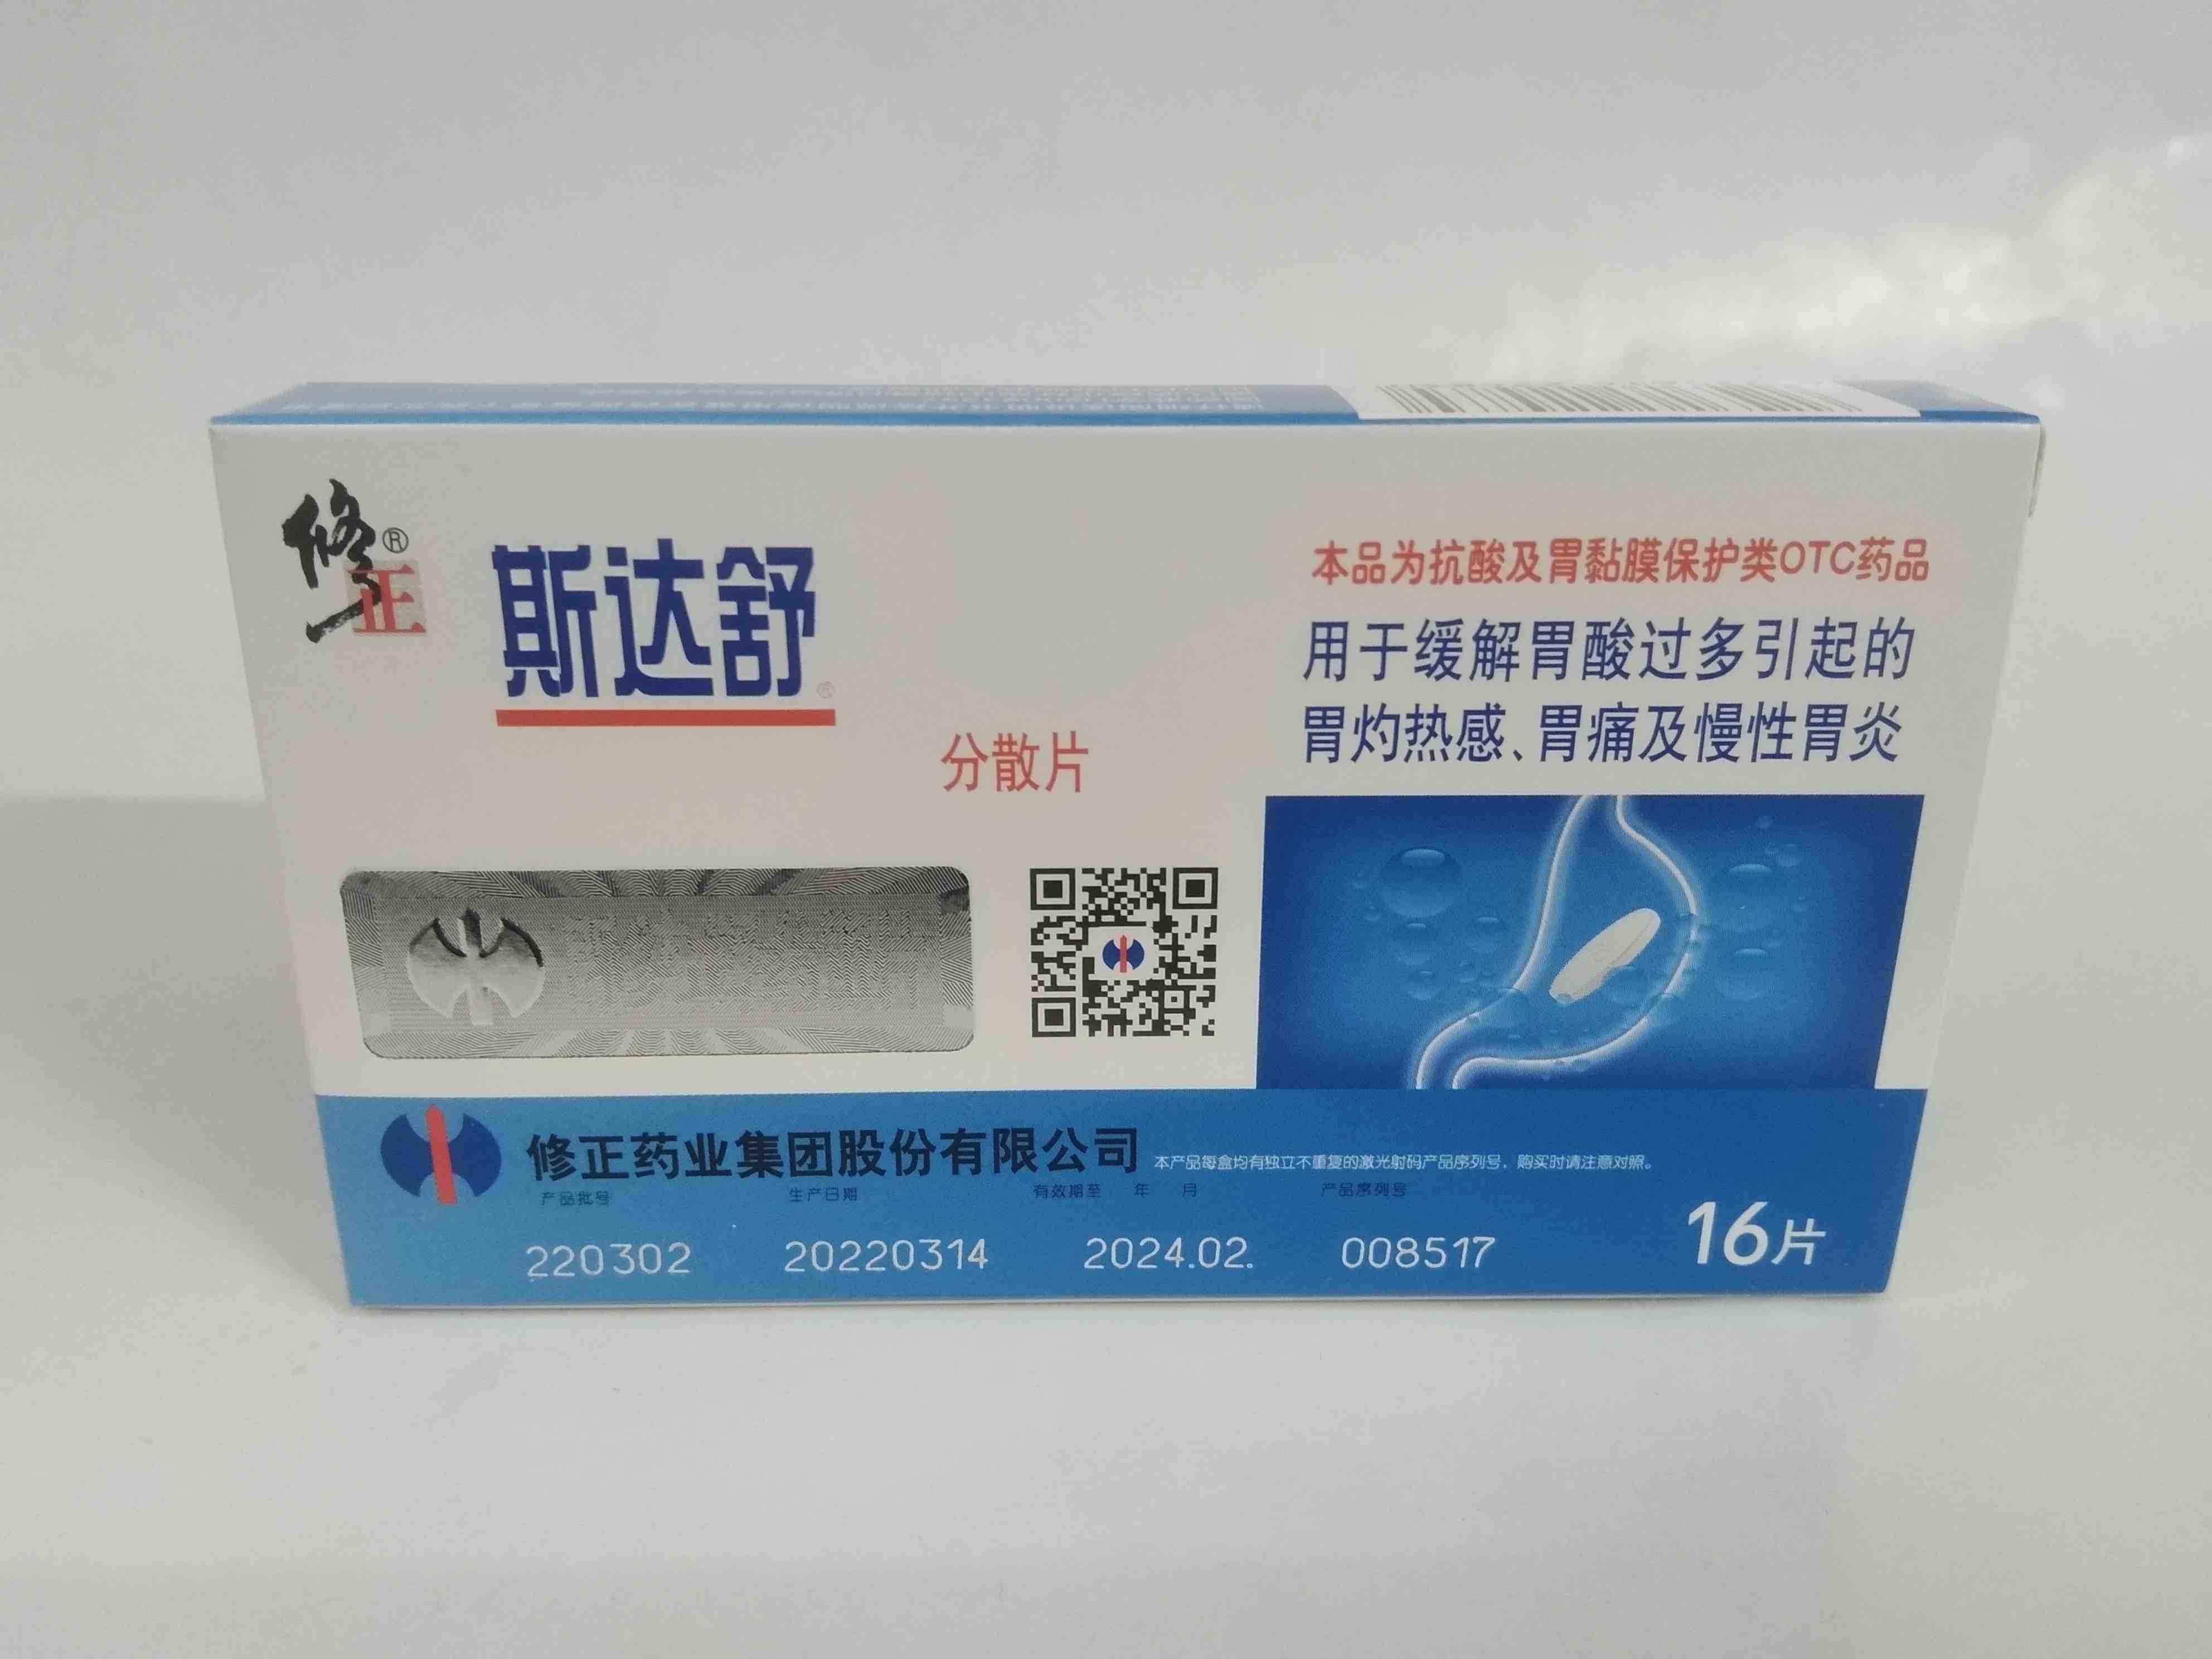 修正®
斯达舒®
分散片
本品为抗酸及胃黏膜保护类OTC药品
用于缓解胃酸过多引起的
胃灼热感、胃痛及慢性胃炎
修正药业集团股份有限公司 本产品每盒均有独立不重复的激光射码产品序列号，购买时请注意对照。
产品批号 生产日期 有效期至 年 月 产品序列号
220302 20220314 2024.02. 008517
16片